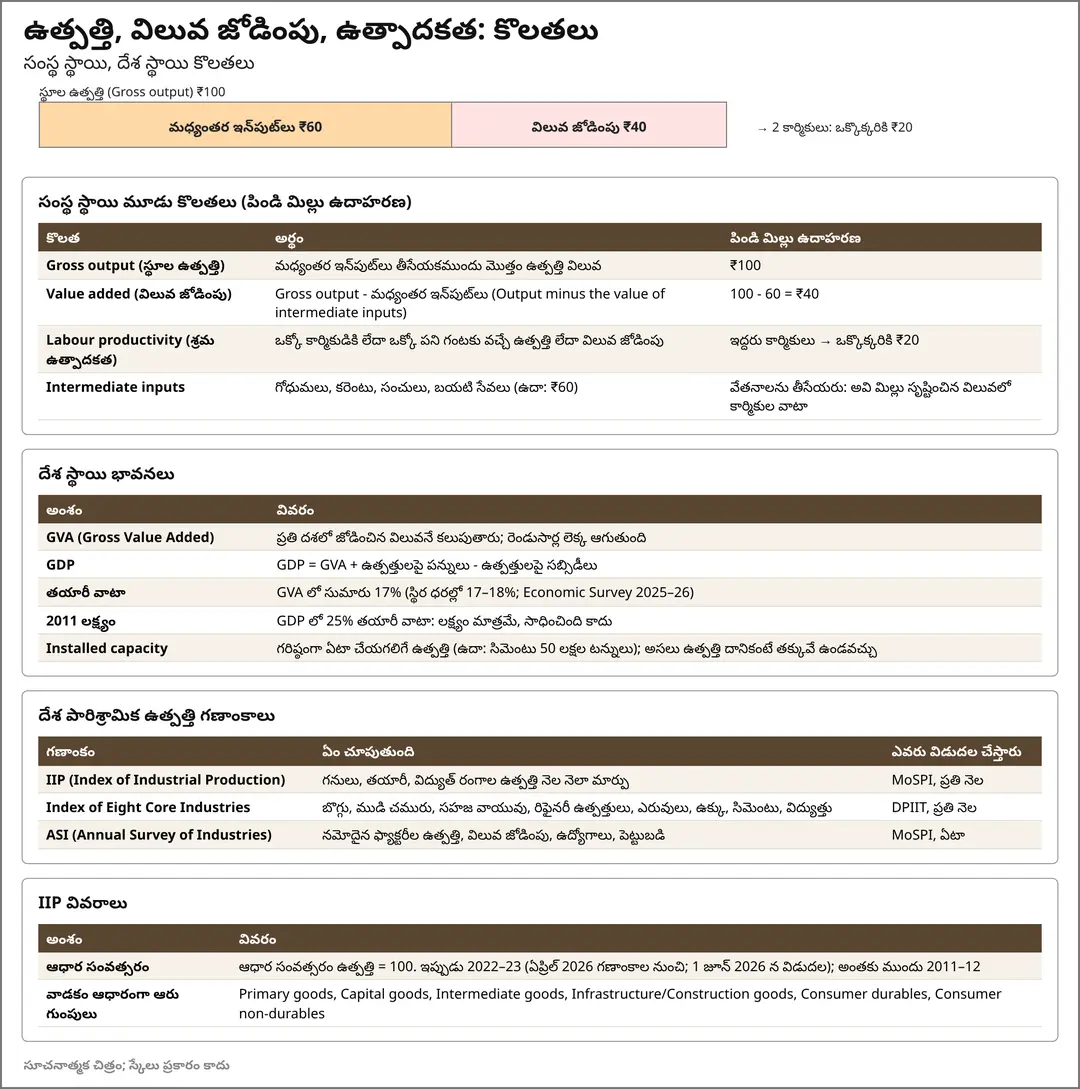 ఉత్పత్తి, విలువ జోడింపు, ఉత్పాదకత: కొలతలు
సంస్థ స్థాయి, దేశ స్థాయి కొలతలు
స్థూల ఉత్పత్తి (Gross output) ₹100
మధ్యంతర ఇన్‌పుట్‌లు ₹60
విలువ జోడింపు ₹40
→ 2 కార్మికులు: ఒక్కొక్కరికి ₹20
సంస్థ స్థాయి మూడు కొలతలు (పిండి మిల్లు ఉదాహరణ)
కొలత అర్థం పిండి మిల్లు ఉదాహరణ
Gross output (స్థూల ఉత్పత్తి) మధ్యంతర ఇన్‌పుట్‌లు తీసేయకముందు మొత్తం ఉత్పత్తి విలువ ₹100
Value added (విలువ జోడింపు) Gross output - మధ్యంతర ఇన్‌పుట్‌లు (Output minus the value of 100 - 60 = ₹40
intermediate inputs)
Labour productivity (శ్రమ ఒక్కో కార్మికుడికి లేదా ఒక్కో పని గంటకు వచ్చే ఉత్పత్తి లేదా విలువ జోడింపు ఇద్దరు కార్మికులు → ఒక్కొక్కరికి ₹20
ఉత్పాదకత)
Intermediate inputs గోధుమలు, కరెంటు, సంచులు, బయటి సేవలు (ఉదా: ₹60) వేతనాలను తీసేయరు: అవి మిల్లు సృష్టించిన విలువలో
కార్మికుల వాటా
దేశ స్థాయి భావనలు
అంశం వివరం
GVA (Gross Value Added) ప్రతి దశలో జోడించిన విలువనే కలుపుతారు; రెండుసార్ల లెక్క ఆగుతుంది
GDP GDP = GVA + ఉత్పత్తులపై పన్నులు - ఉత్పత్తులపై సబ్సిడీలు
తయారీ వాటా GVA లో సుమారు 17% (స్థిర ధరల్లో 17–18%; Economic Survey 2025–26)
2011 లక్ష్యం GDP లో 25% తయారీ వాటా: లక్ష్యం మాత్రమే, సాధించింది కాదు
Installed capacity గరిష్ఠంగా ఏటా చేయగలిగే ఉత్పత్తి (ఉదా: సిమెంటు 50 లక్షల టన్నులు); అసలు ఉత్పత్తి దానికంటే తక్కువే ఉండవచ్చు
దేశ పారిశ్రామిక ఉత్పత్తి గణాంకాలు
గణాంకం ఏం చూపుతుంది ఎవరు విడుదల చేస్తారు
IIP (Index of Industrial Production) గనులు, తయారీ, విద్యుత్ రంగాల ఉత్పత్తి నెల నెలా మార్పు MoSPI, ప్రతి నెల
Index of Eight Core Industries బొగ్గు, ముడి చమురు, సహజ వాయువు, రిఫైనరీ ఉత్పత్తులు, ఎరువులు, ఉక్కు, సిమెంటు, విద్యుత్తు DPIIT, ప్రతి నెల
ASI (Annual Survey of Industries) నమోదైన ఫ్యాక్టరీల ఉత్పత్తి, విలువ జోడింపు, ఉద్యోగాలు, పెట్టుబడి MoSPI, ఏటా
IIP వివరాలు
అంశం వివరం
ఆధార సంవత్సరం ఆధార సంవత్సరం ఉత్పత్తి = 100. ఇప్పుడు 2022–23 (ఏప్రిల్ 2026 గణాంకాల నుంచి; 1 జూన్ 2026 న విడుదల); అంతకు ముందు 2011–12
వాడకం ఆధారంగా ఆరు Primary goods, Capital goods, Intermediate goods, Infrastructure/Construction goods, Consumer durables, Consumer
గుంపులు non-durables
సూచనాత్మక చిత్రం; స్కేలు ప్రకారం కాదు